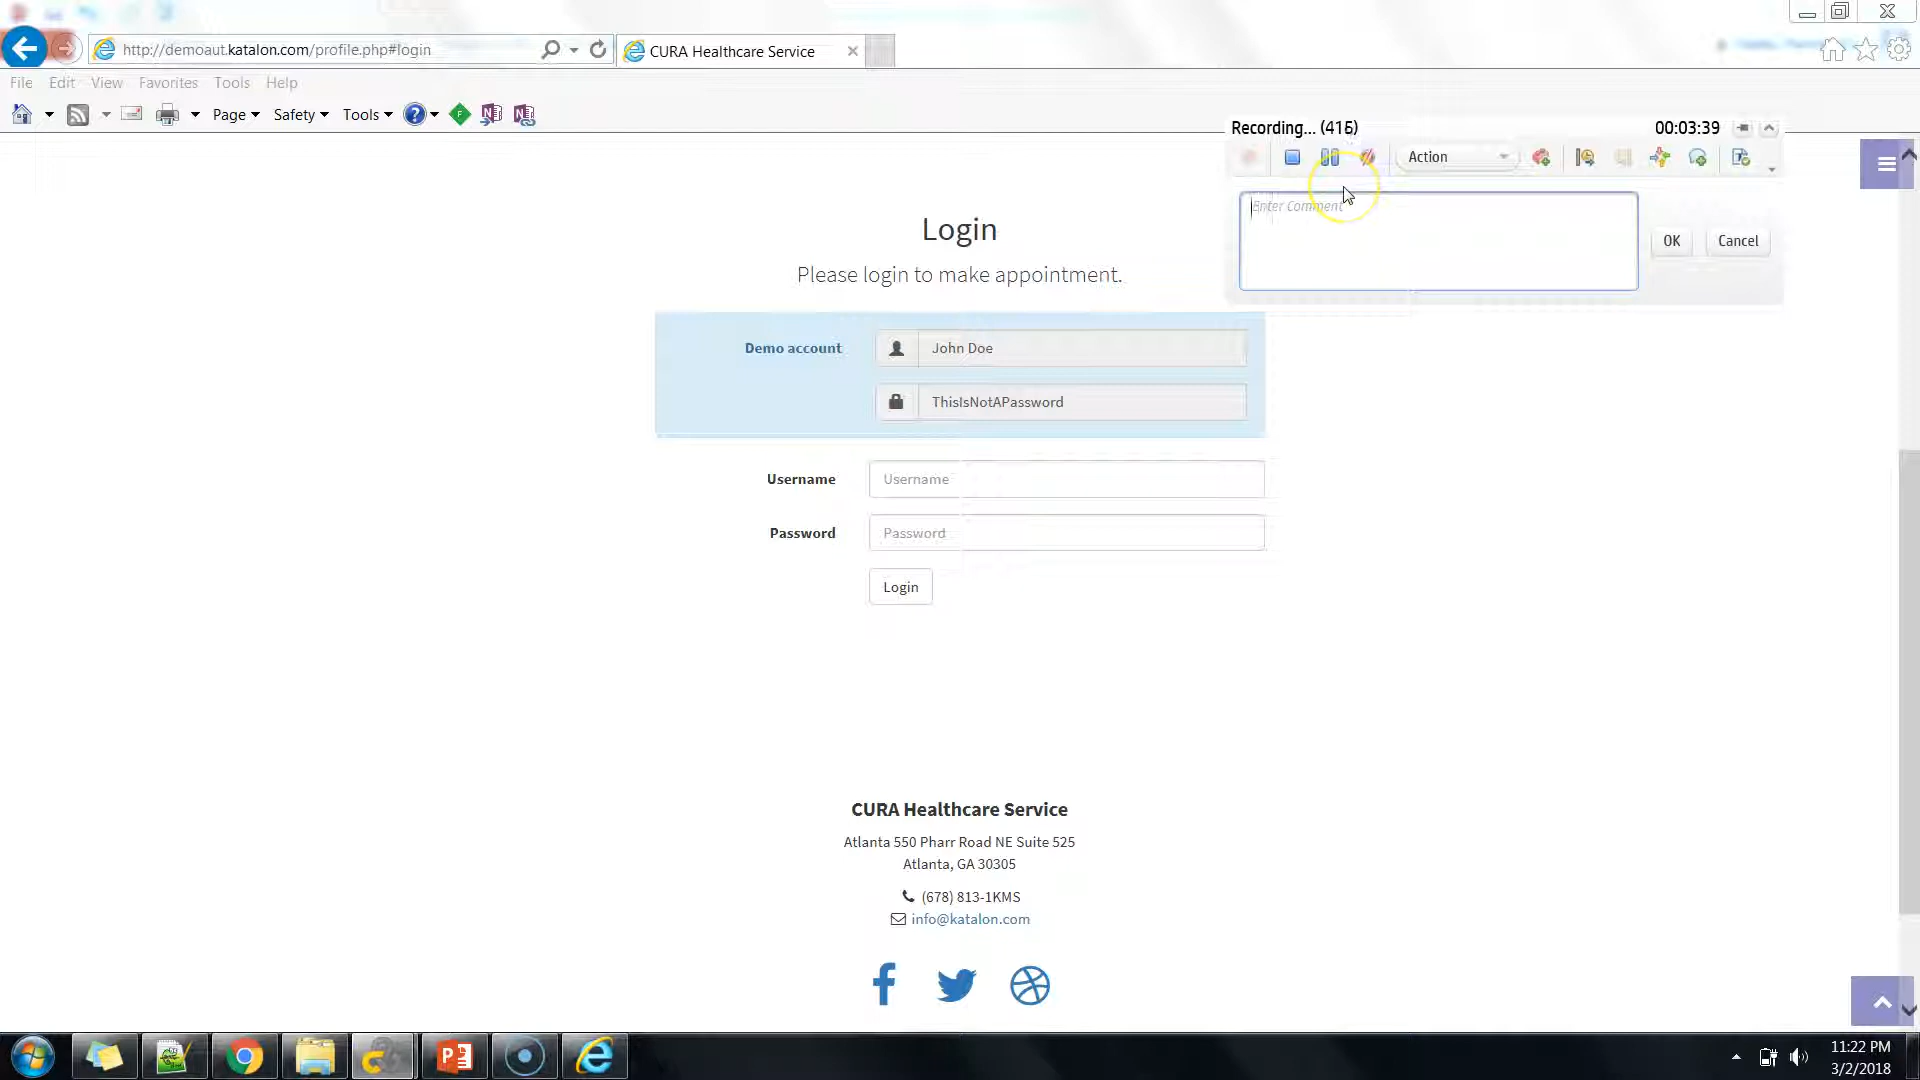 http://demoaut.katalon.com/profile.php#login
CURA Healthcare Service
File Edit View Favorites Tools Help
Page Safety Tools
Recording... (416) 00:03:39
Action
Enter Comment
OK Cancel
Login
Please login to make appointment.
Demo account John Doe
ThisIsNotAPassword
Username Username
Password Password
Login
CURA Healthcare Service
Atlanta 550 Pharr Road NE Suite 525
Atlanta, GA 30305
(678) 813-1KMS
info@katalon.com
11:22 PM
3/2/2018